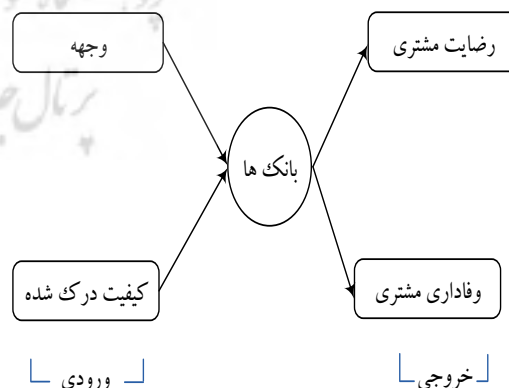 وجهه
رضایت مشتری
بانک ها
کیفیت درک شده
وفاداری مشتری
ورودی
خروجی